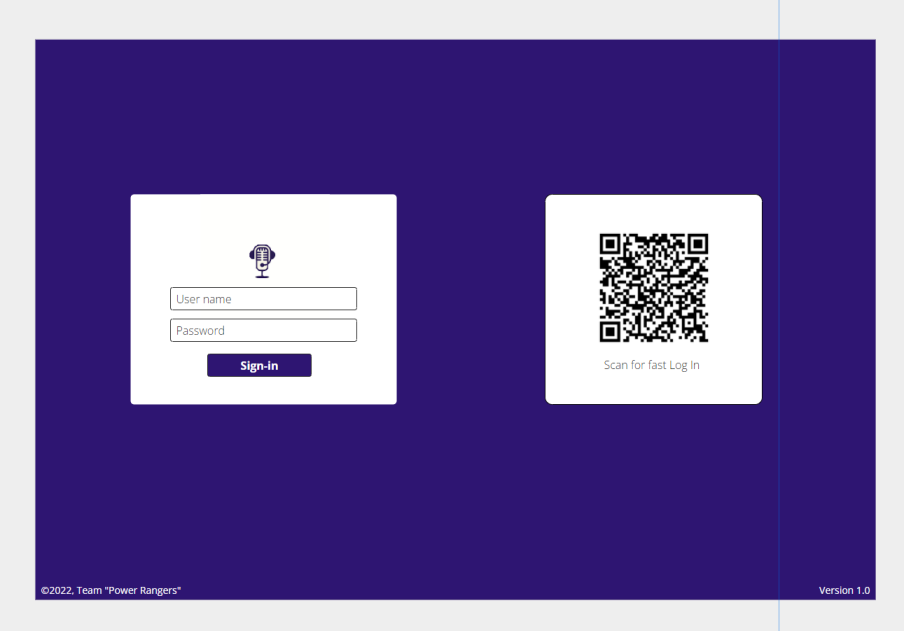 User name
Password
Sign-in
Scan for fast Log In
©2022, Team "Power Rangers"
Version 1.0